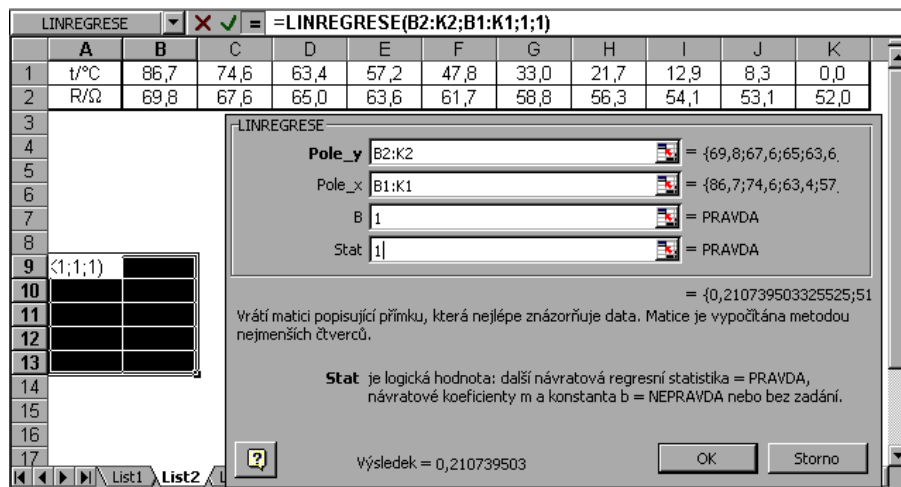 LINREGRESE =LINREGRESE(B2:K2;B1:K1;1;1)
A B C D E F G H I J K
1 t/°C 86,7 74,6 63,4 57,2 47,8 33,0 21,7 12,9 8,3 0,0
2 R/Ω 69,8 67,6 65,0 63,6 61,7 58,8 56,3 54,1 53,1 52,0
3
LINREGRESE
4
Pole_y B2:K2 = {69,8;67,6;65;63,6
5
Pole_x B1:K1 = {86,7;74,6;63,4;57
6
7
B 1 = PRAVDA
8
Stat 1 = PRAVDA
9 K1;1;1)
10
= {0,210739503325525;51
11
Vrátí matici popisující přímku, která nejlépe znázorňuje data. Matice je vypočítána metodou
12
nejmenších čtverců.
13
14
Stat je logická hodnota: další návratová regresní statistika = PRAVDA,
návratové koeficienty m a konstanta b = NEPRAVDA nebo bez zadání.
15
16
17
? Výsledek = 0,210739503 OK Storno
List1 List2